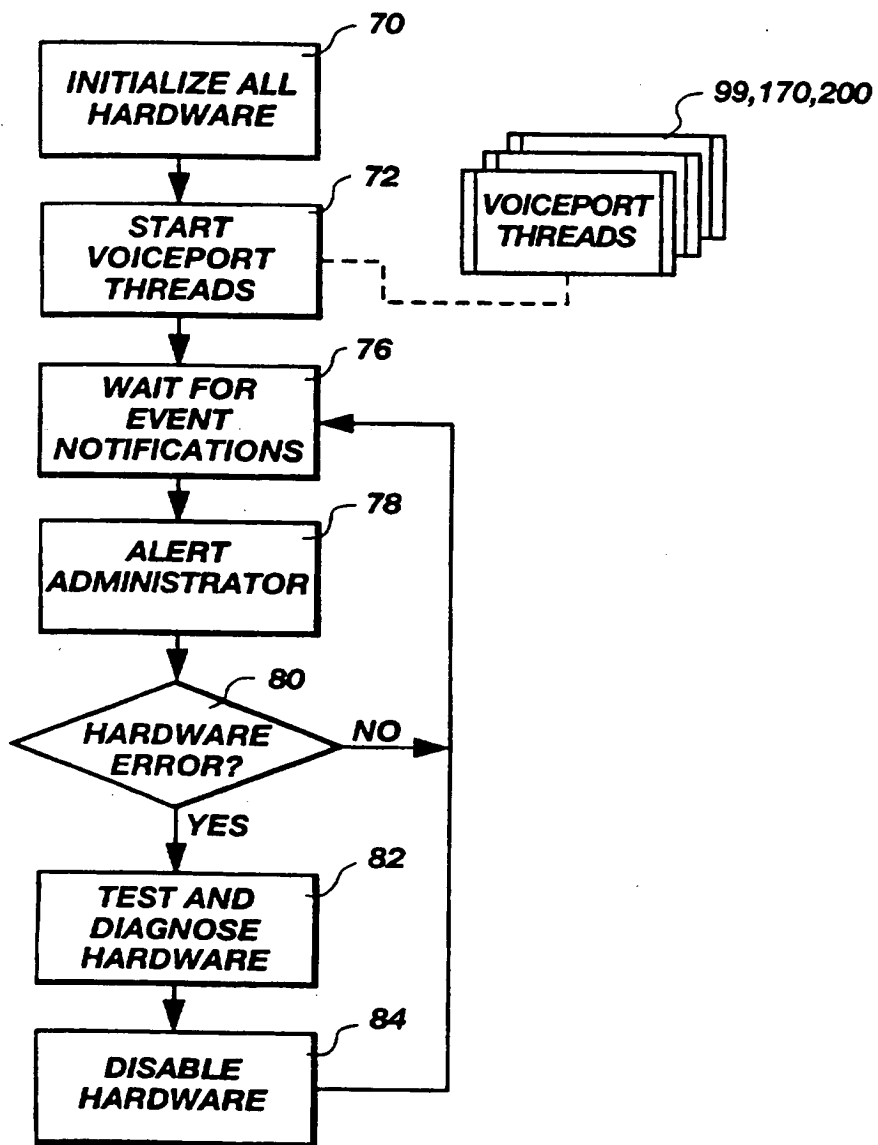 70
INITIALIZE ALL
HARDWARE
99,170,200
VOICEPORT
THREADS
72
START
VOICEPORT
THREADS
76
WAIT FOR
EVENT
NOTIFICATIONS
78
ALERT
ADMINISTRATOR
80
HARDWARE
ERROR?
NO
YES
82
TEST AND
DIAGNOSE
HARDWARE
84
DISABLE
HARDWARE